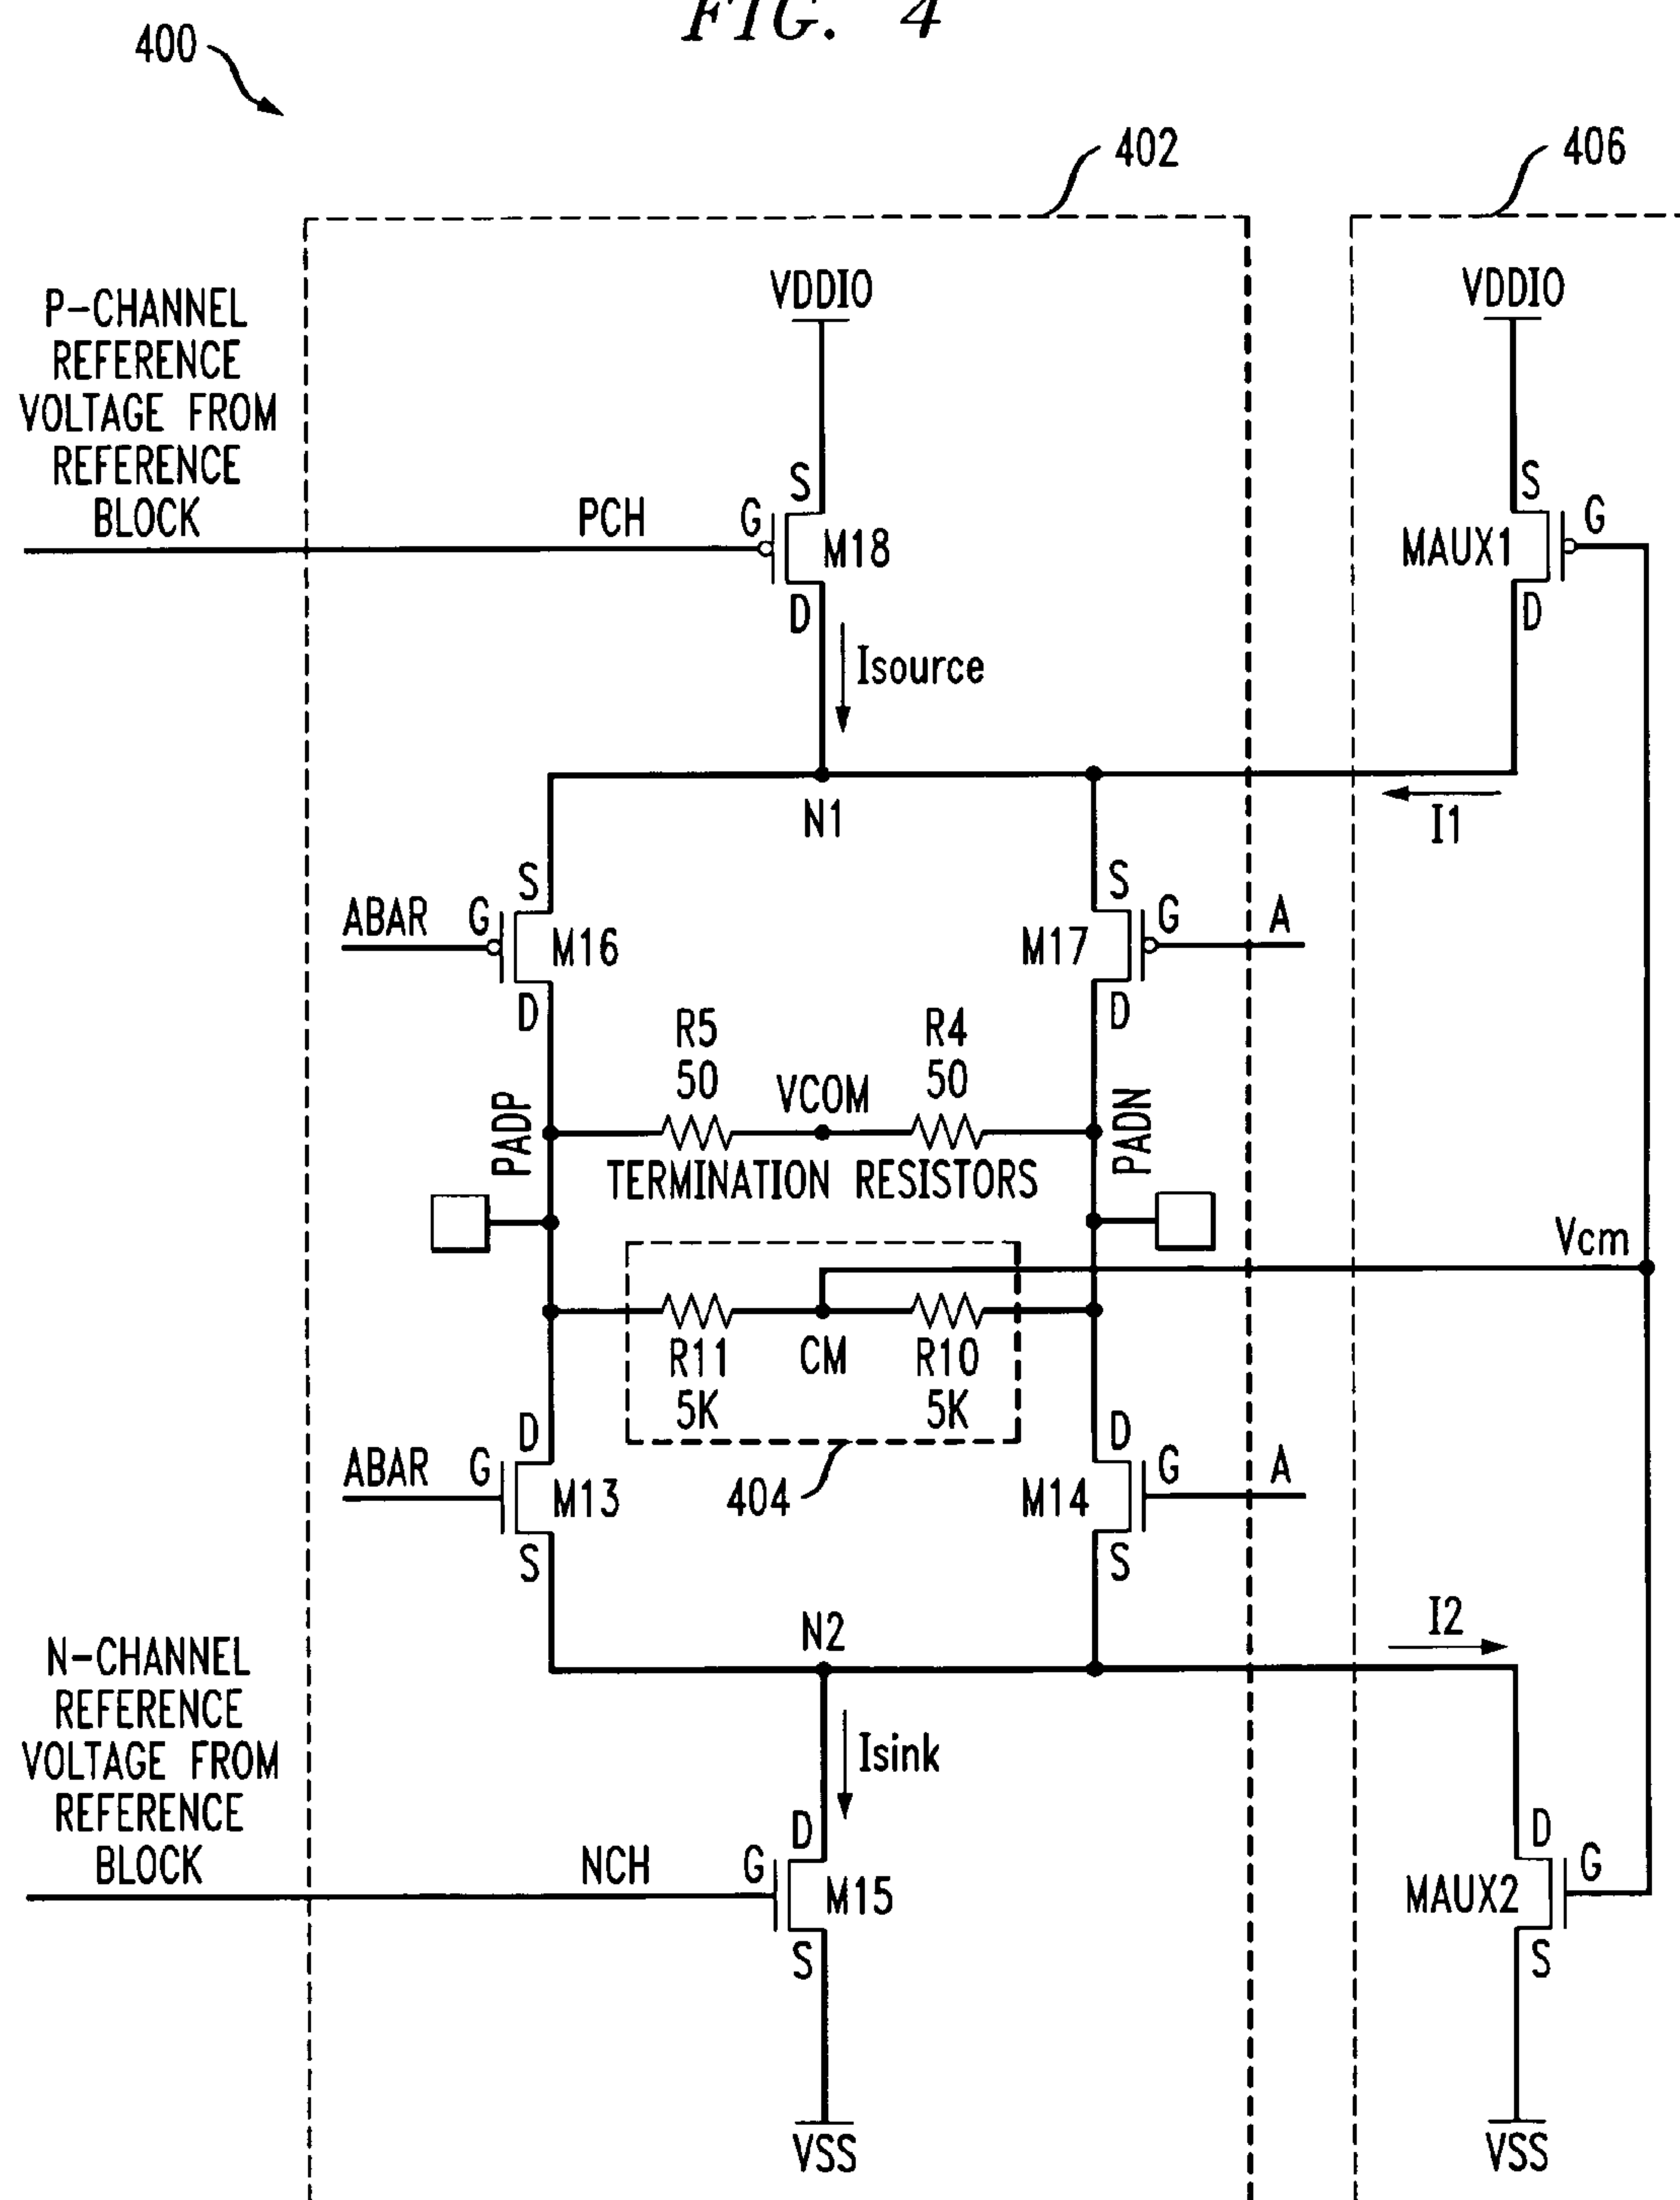 FIG. 4
400
402
406
VDDIO
VDDIO
P-CHANNEL
REFERENCE
VOLTAGE FROM
REFERENCE
BLOCK
PCH
G
S
M18
D
MAUX1
S
G
D
Isource
N1
I1
ABAR
G
S
M16
D
M17
S
G
D
A
R5
50
VCOM
R4
50
PADP
PADN
TERMINATION RESISTORS
Vcm
R11
5K
CM
R10
5K
404
ABAR
G
D
M13
S
M14
D
G
S
A
N2
I2
Isink
N-CHANNEL
REFERENCE
VOLTAGE FROM
REFERENCE
BLOCK
NCH
G
D
M15
S
MAUX2
D
G
S
VSS
VSS